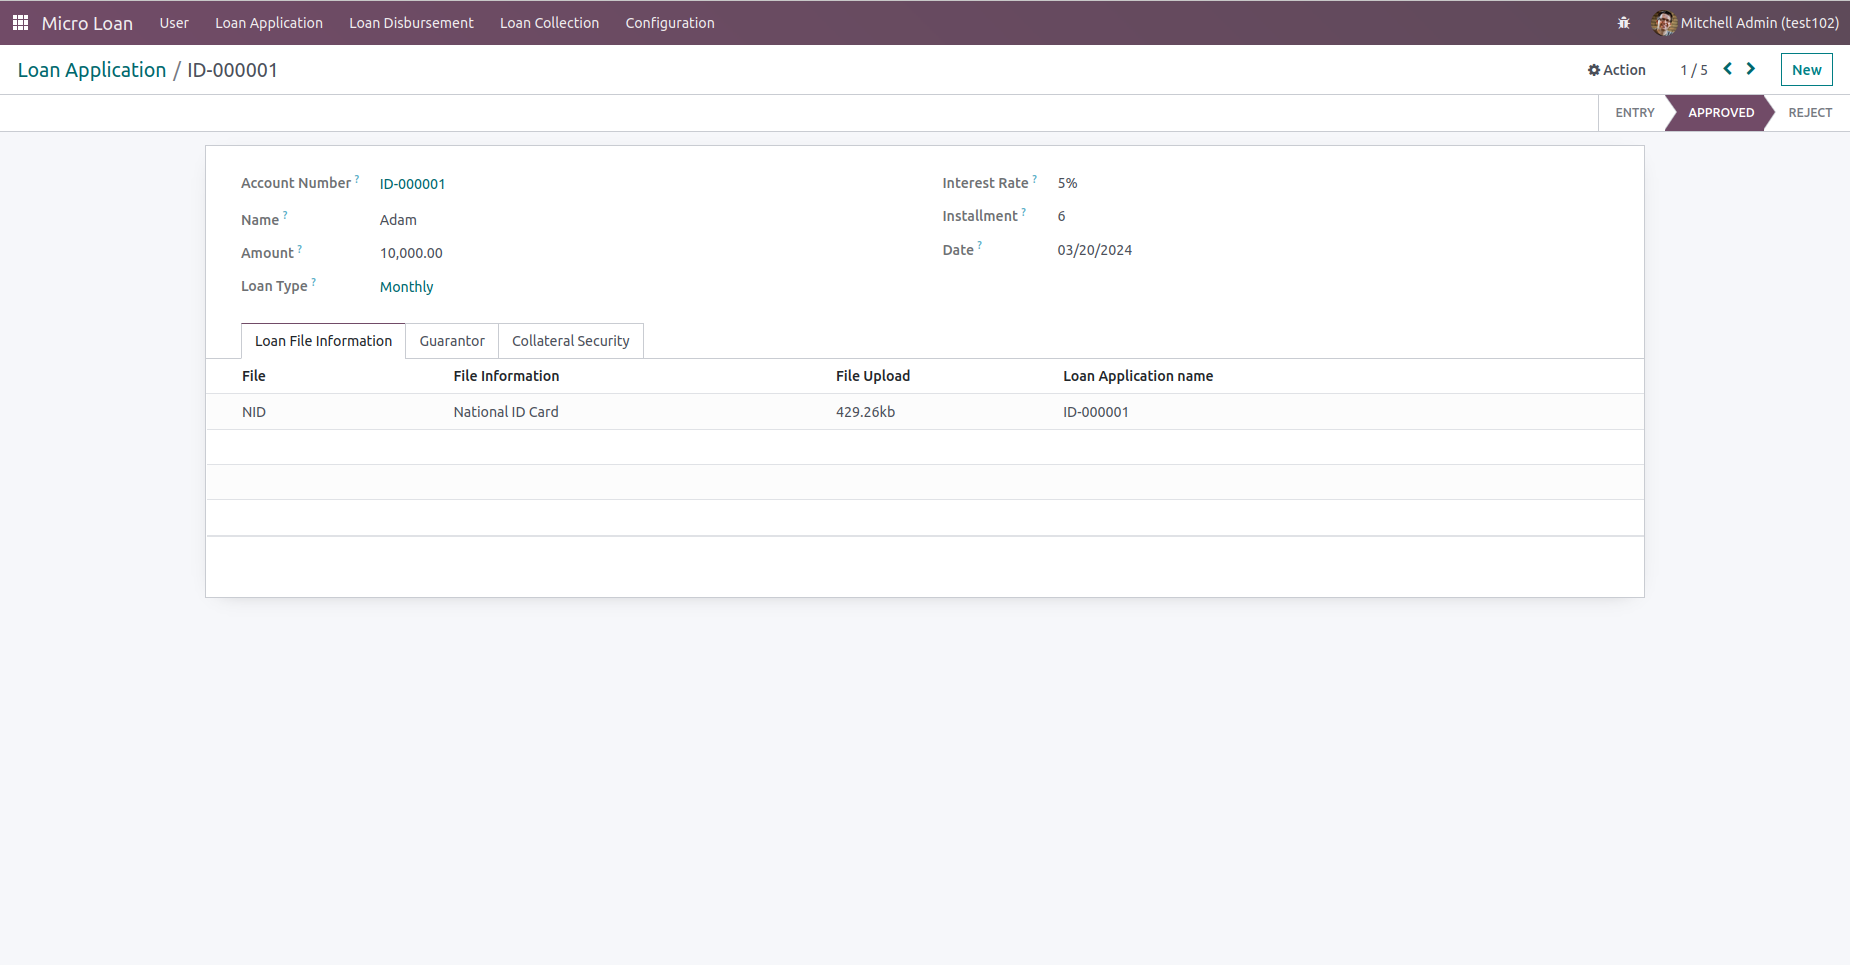 Micro Loan User Loan Application Loan Disbursement Loan Collection Configuration Mitchell Admin (test102)
Loan Application / ID-000001 Action 1 / 5 New
ENTRY APPROVED REJECT
Account Number ? ID-000001 Interest Rate ? 5%
Name ? Adam Installment ? 6
Amount ? 10,000.00 Date ? 03/20/2024
Loan Type ? Monthly
Loan File Information Guarantor Collateral Security
File File Information File Upload Loan Application name
NID National ID Card 429.26kb ID-000001